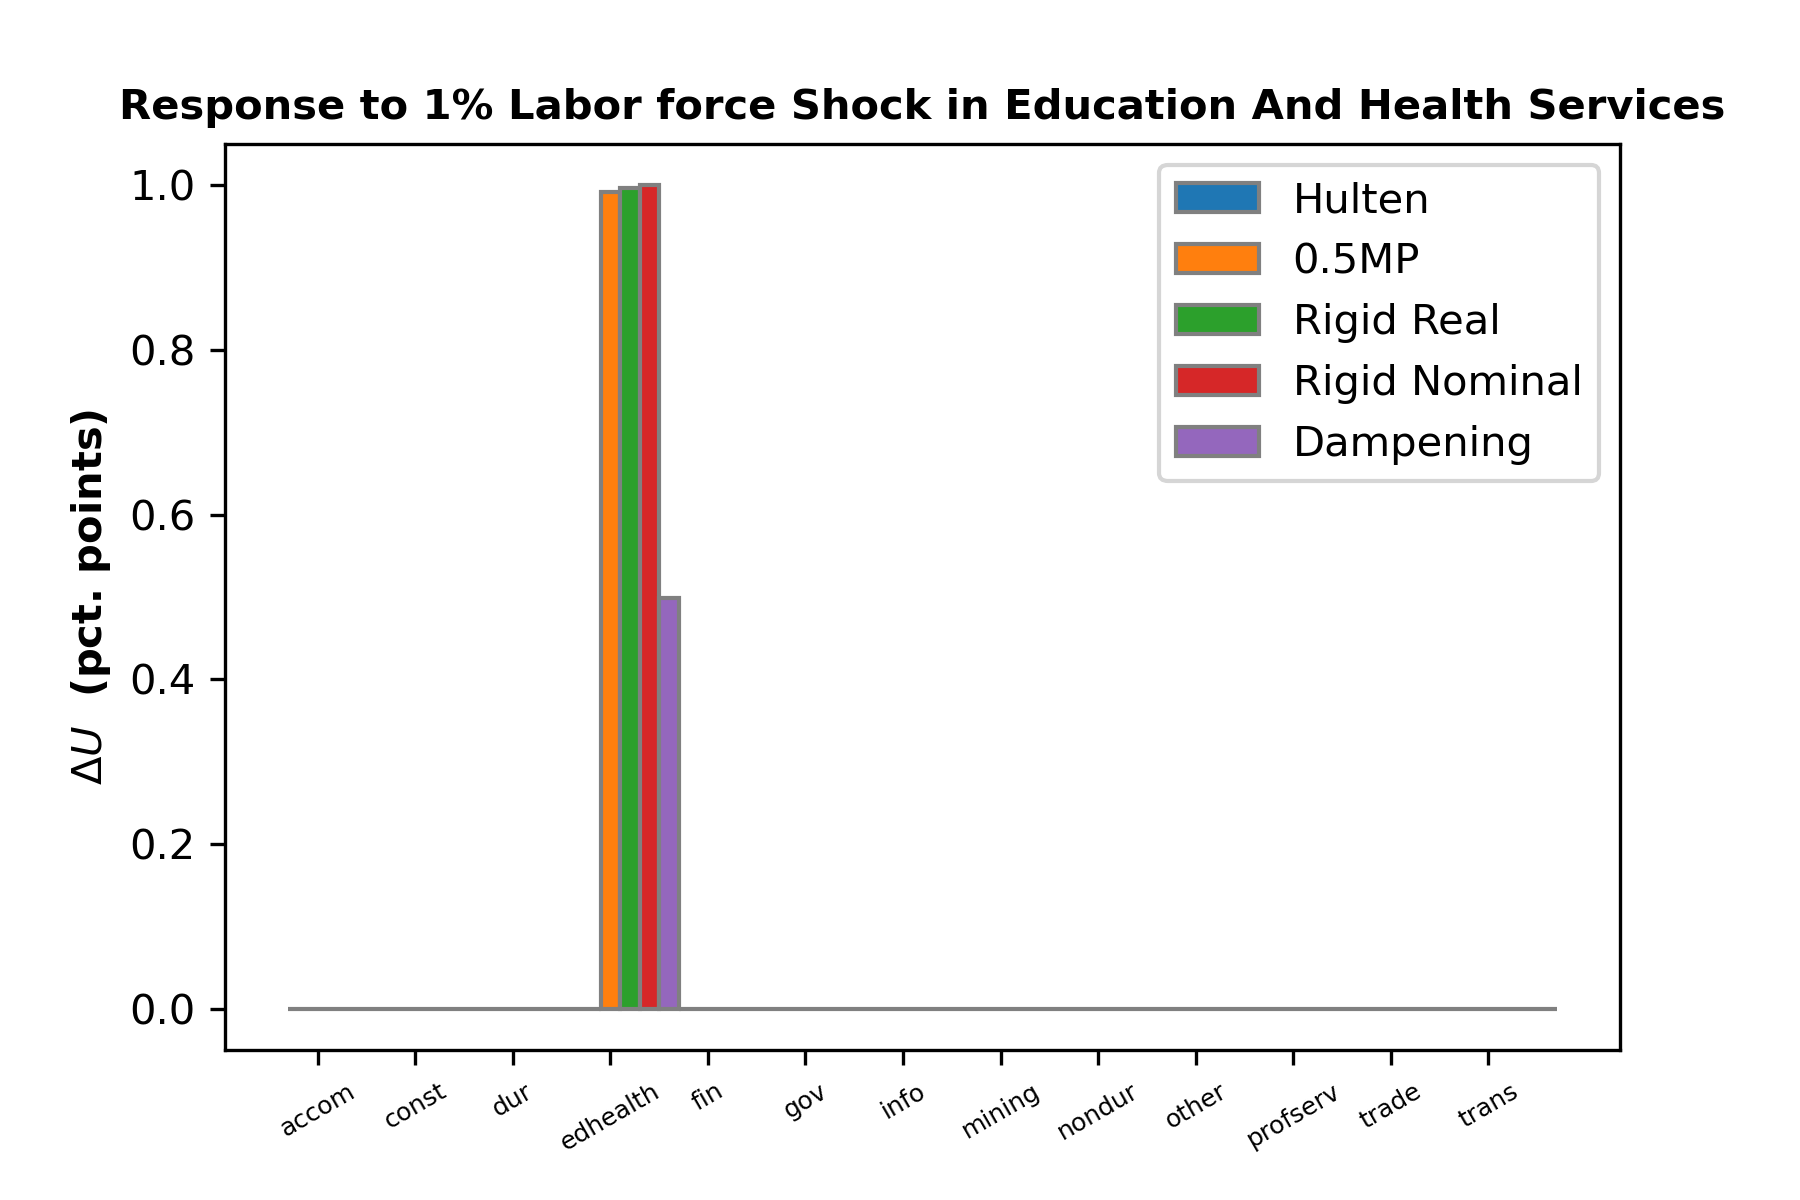 Response to 1% Labor force Shock in Education And Health Services
ΔU (pct. points)
1.0
0.8
0.6
0.4
0.2
0.0
Hulten
0.5MP
Rigid Real
Rigid Nominal
Dampening
accom const dur edhealth fin gov info mining nondur other profserv trade trans